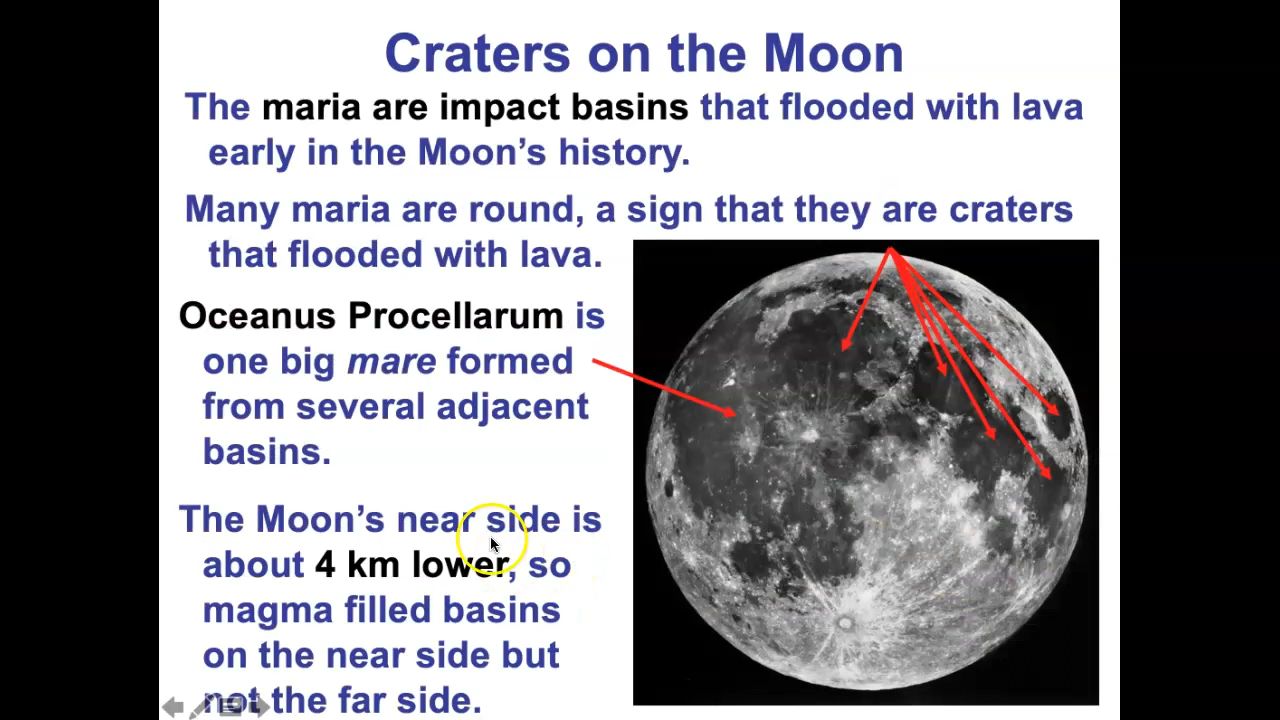 Craters on the Moon
The maria are impact basins that flooded with lava
early in the Moon’s history.
Many maria are round, a sign that they are craters
that flooded with lava.
Oceanus Procellarum is
one big mare formed
from several adjacent
basins.
The Moon’s near side is
about 4 km lower, so
magma filled basins
on the near side but
not the far side.